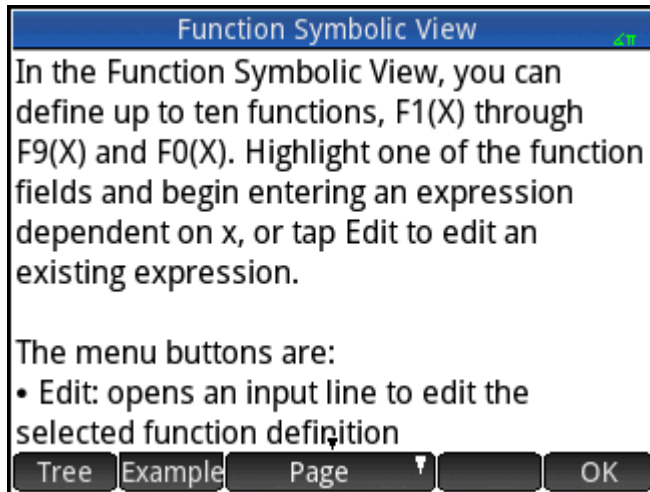 Function Symbolic View
∠π
In the Function Symbolic View, you can
define up to ten functions, F1(X) through
F9(X) and F0(X). Highlight one of the function
fields and begin entering an expression
dependent on x, or tap Edit to edit an
existing expression.
The menu buttons are:
• Edit: opens an input line to edit the
selected function definition
Tree Example Page OK